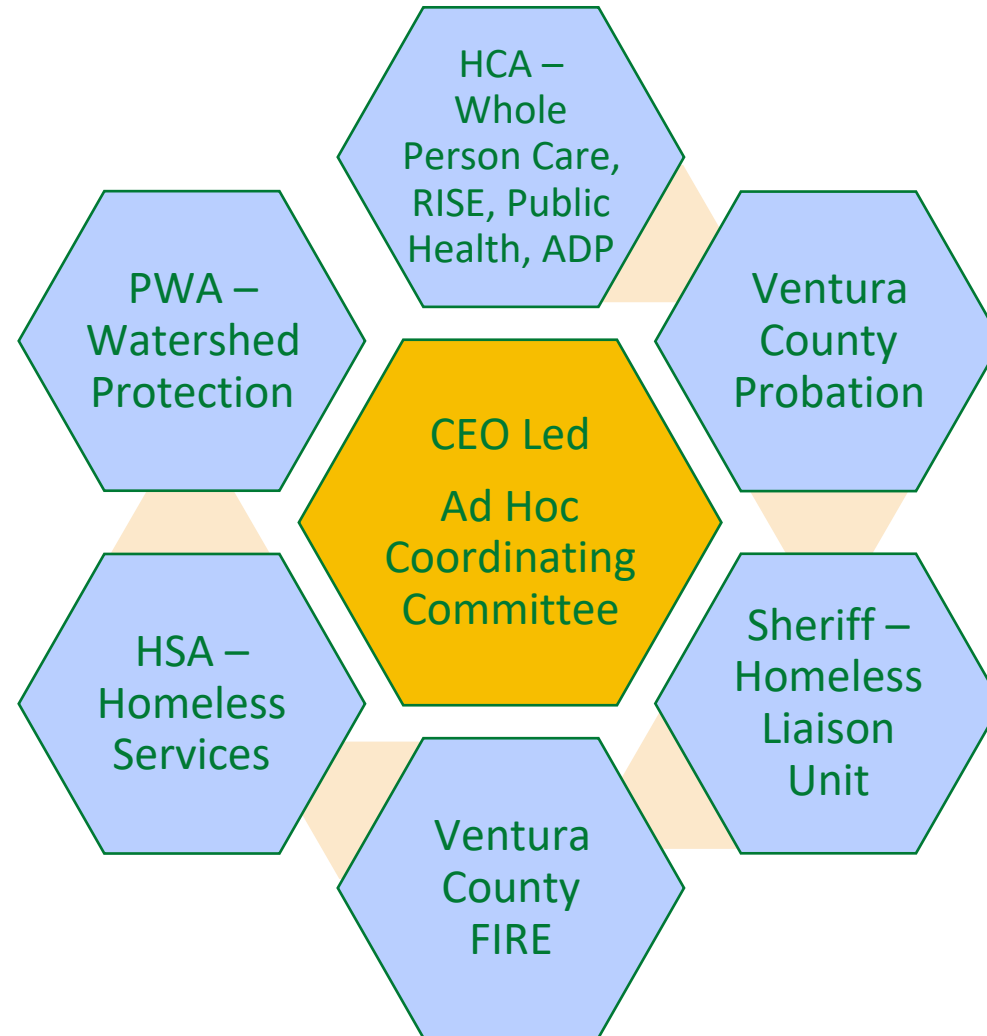 HCA –
Whole
Person Care,
RISE, Public
Health, ADP
PWA –
Watershed
Protection
Ventura
County
Probation
CEO Led
Ad Hoc
Coordinating
Committee
HSA –
Homeless
Services
Sheriff –
Homeless
Liaison
Unit
Ventura
County
FIRE